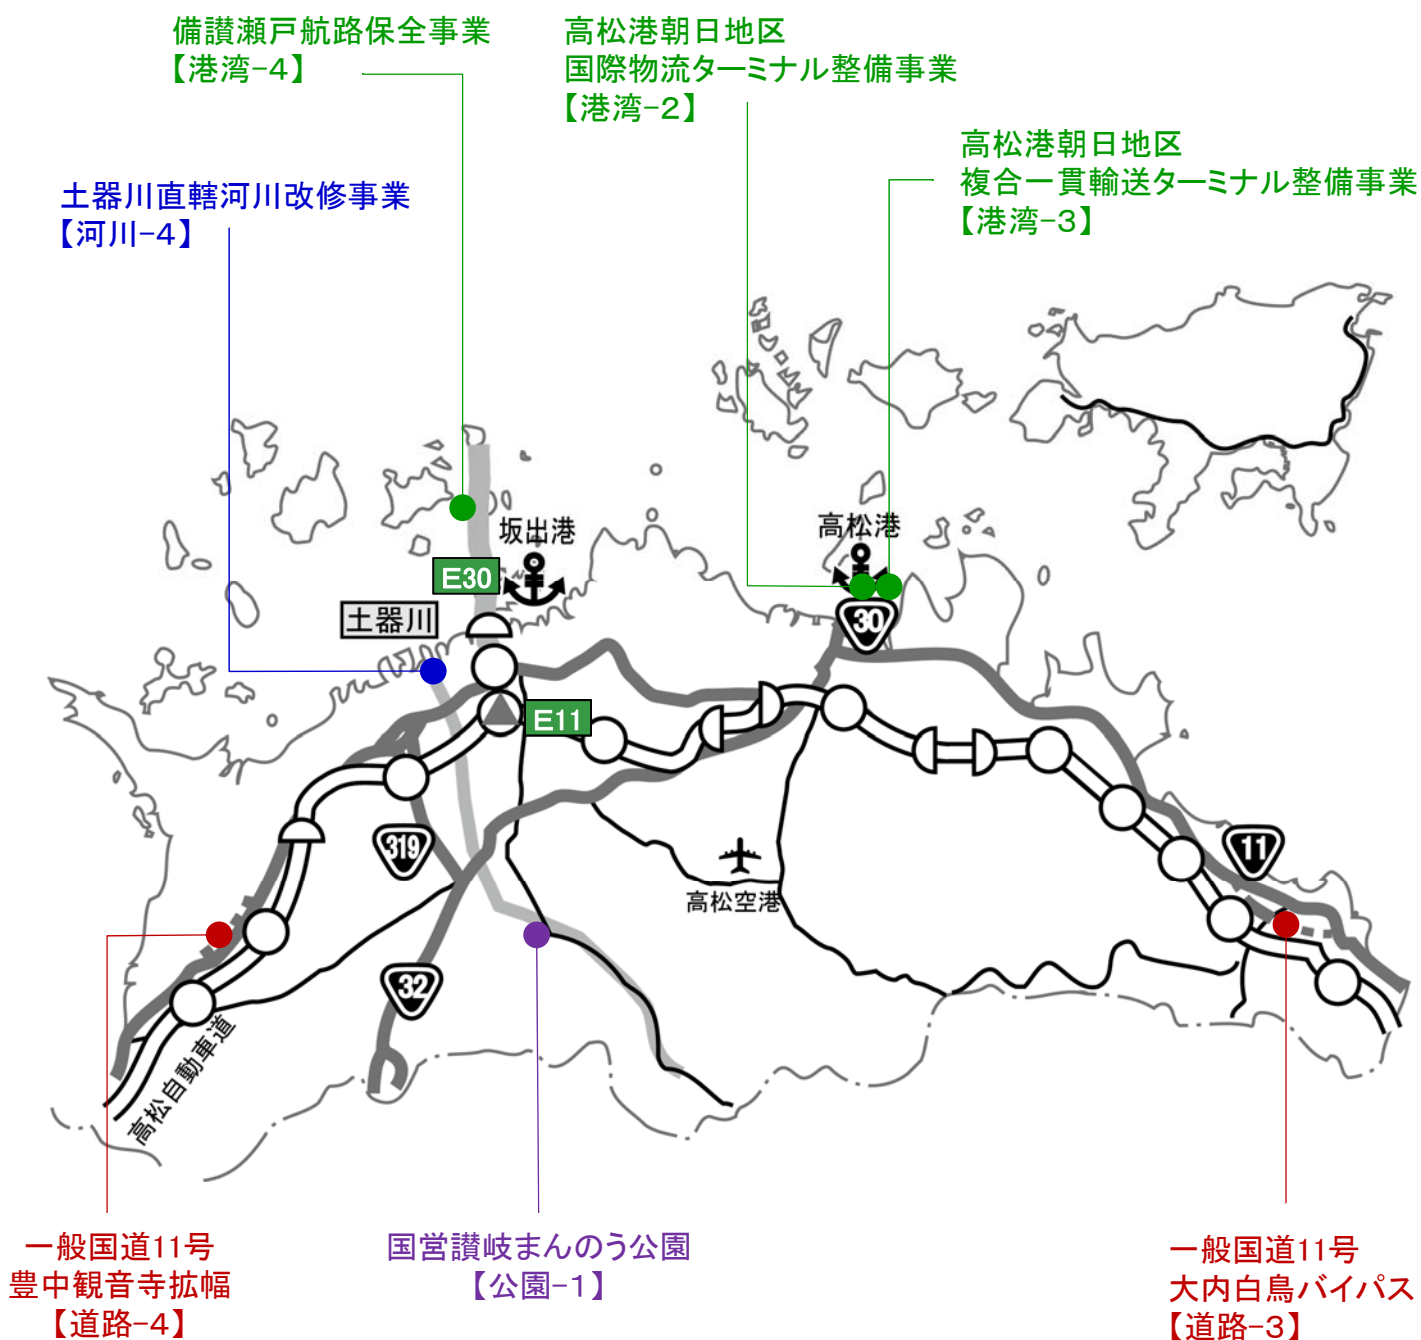 備讃瀬戸航路保全事業
【港湾-4】
高松港朝日地区
国際物流ターミナル整備事業
【港湾-2】
高松港朝日地区
複合一貫輸送ターミナル整備事業
【港湾-3】
土器川直轄河川改修事業
【河川-4】
坂出港
高松港
E30
土器川
30
E11
319
11
高松空港
32
高松自動車道
一般国道11号
豊中観音寺拡幅
【道路-4】
国営讃岐まんのう公園
【公園-1】
一般国道11号
大内白鳥バイパス
【道路-3】